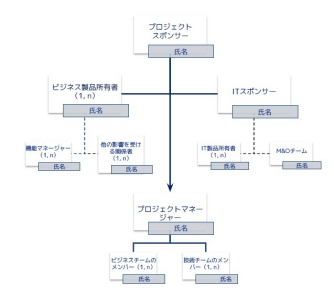 プロジェクト
スポンサー
氏名
ビジネス製品所有者
（1, n）
氏名
ITスポンサー
氏名
機能マネージャー
（1, n）
氏名
他の影響を受け
る関係者
（1, n）
氏名
IT製品所有者
（1, n）
氏名
M&Oチーム
氏名
プロジェクトマネー
ジャー
氏名
ビジネスチームの
メンバー（1, n）
氏名
技術チームのメン
バー（1, n）
氏名